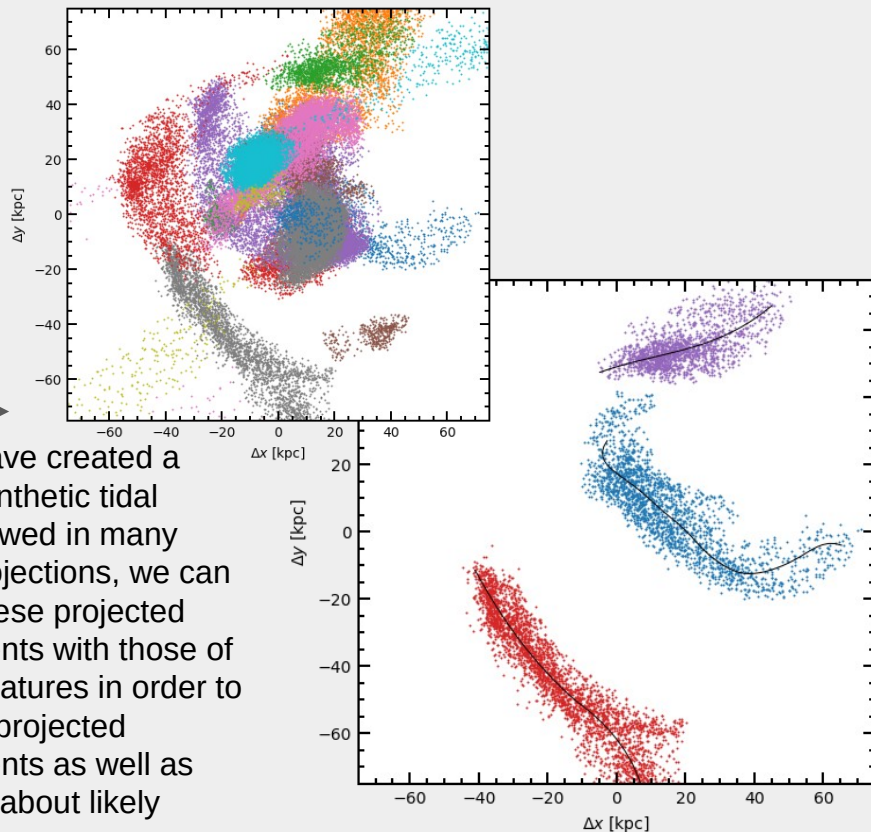 60
40
20
0
−20
−40
−60
Δy [kpc]
−60 −40 −20 0 20 40 60
Δx [kpc]
ave created a
nthetic tidal
wed in many
ojections, we can
ese projected
nts with those of
atures in order to
projected
nts as well as
about likely
20
0
−20
−40
−60
Δy [kpc]
−60 −40 −20 0 20 40 60
Δx [kpc]